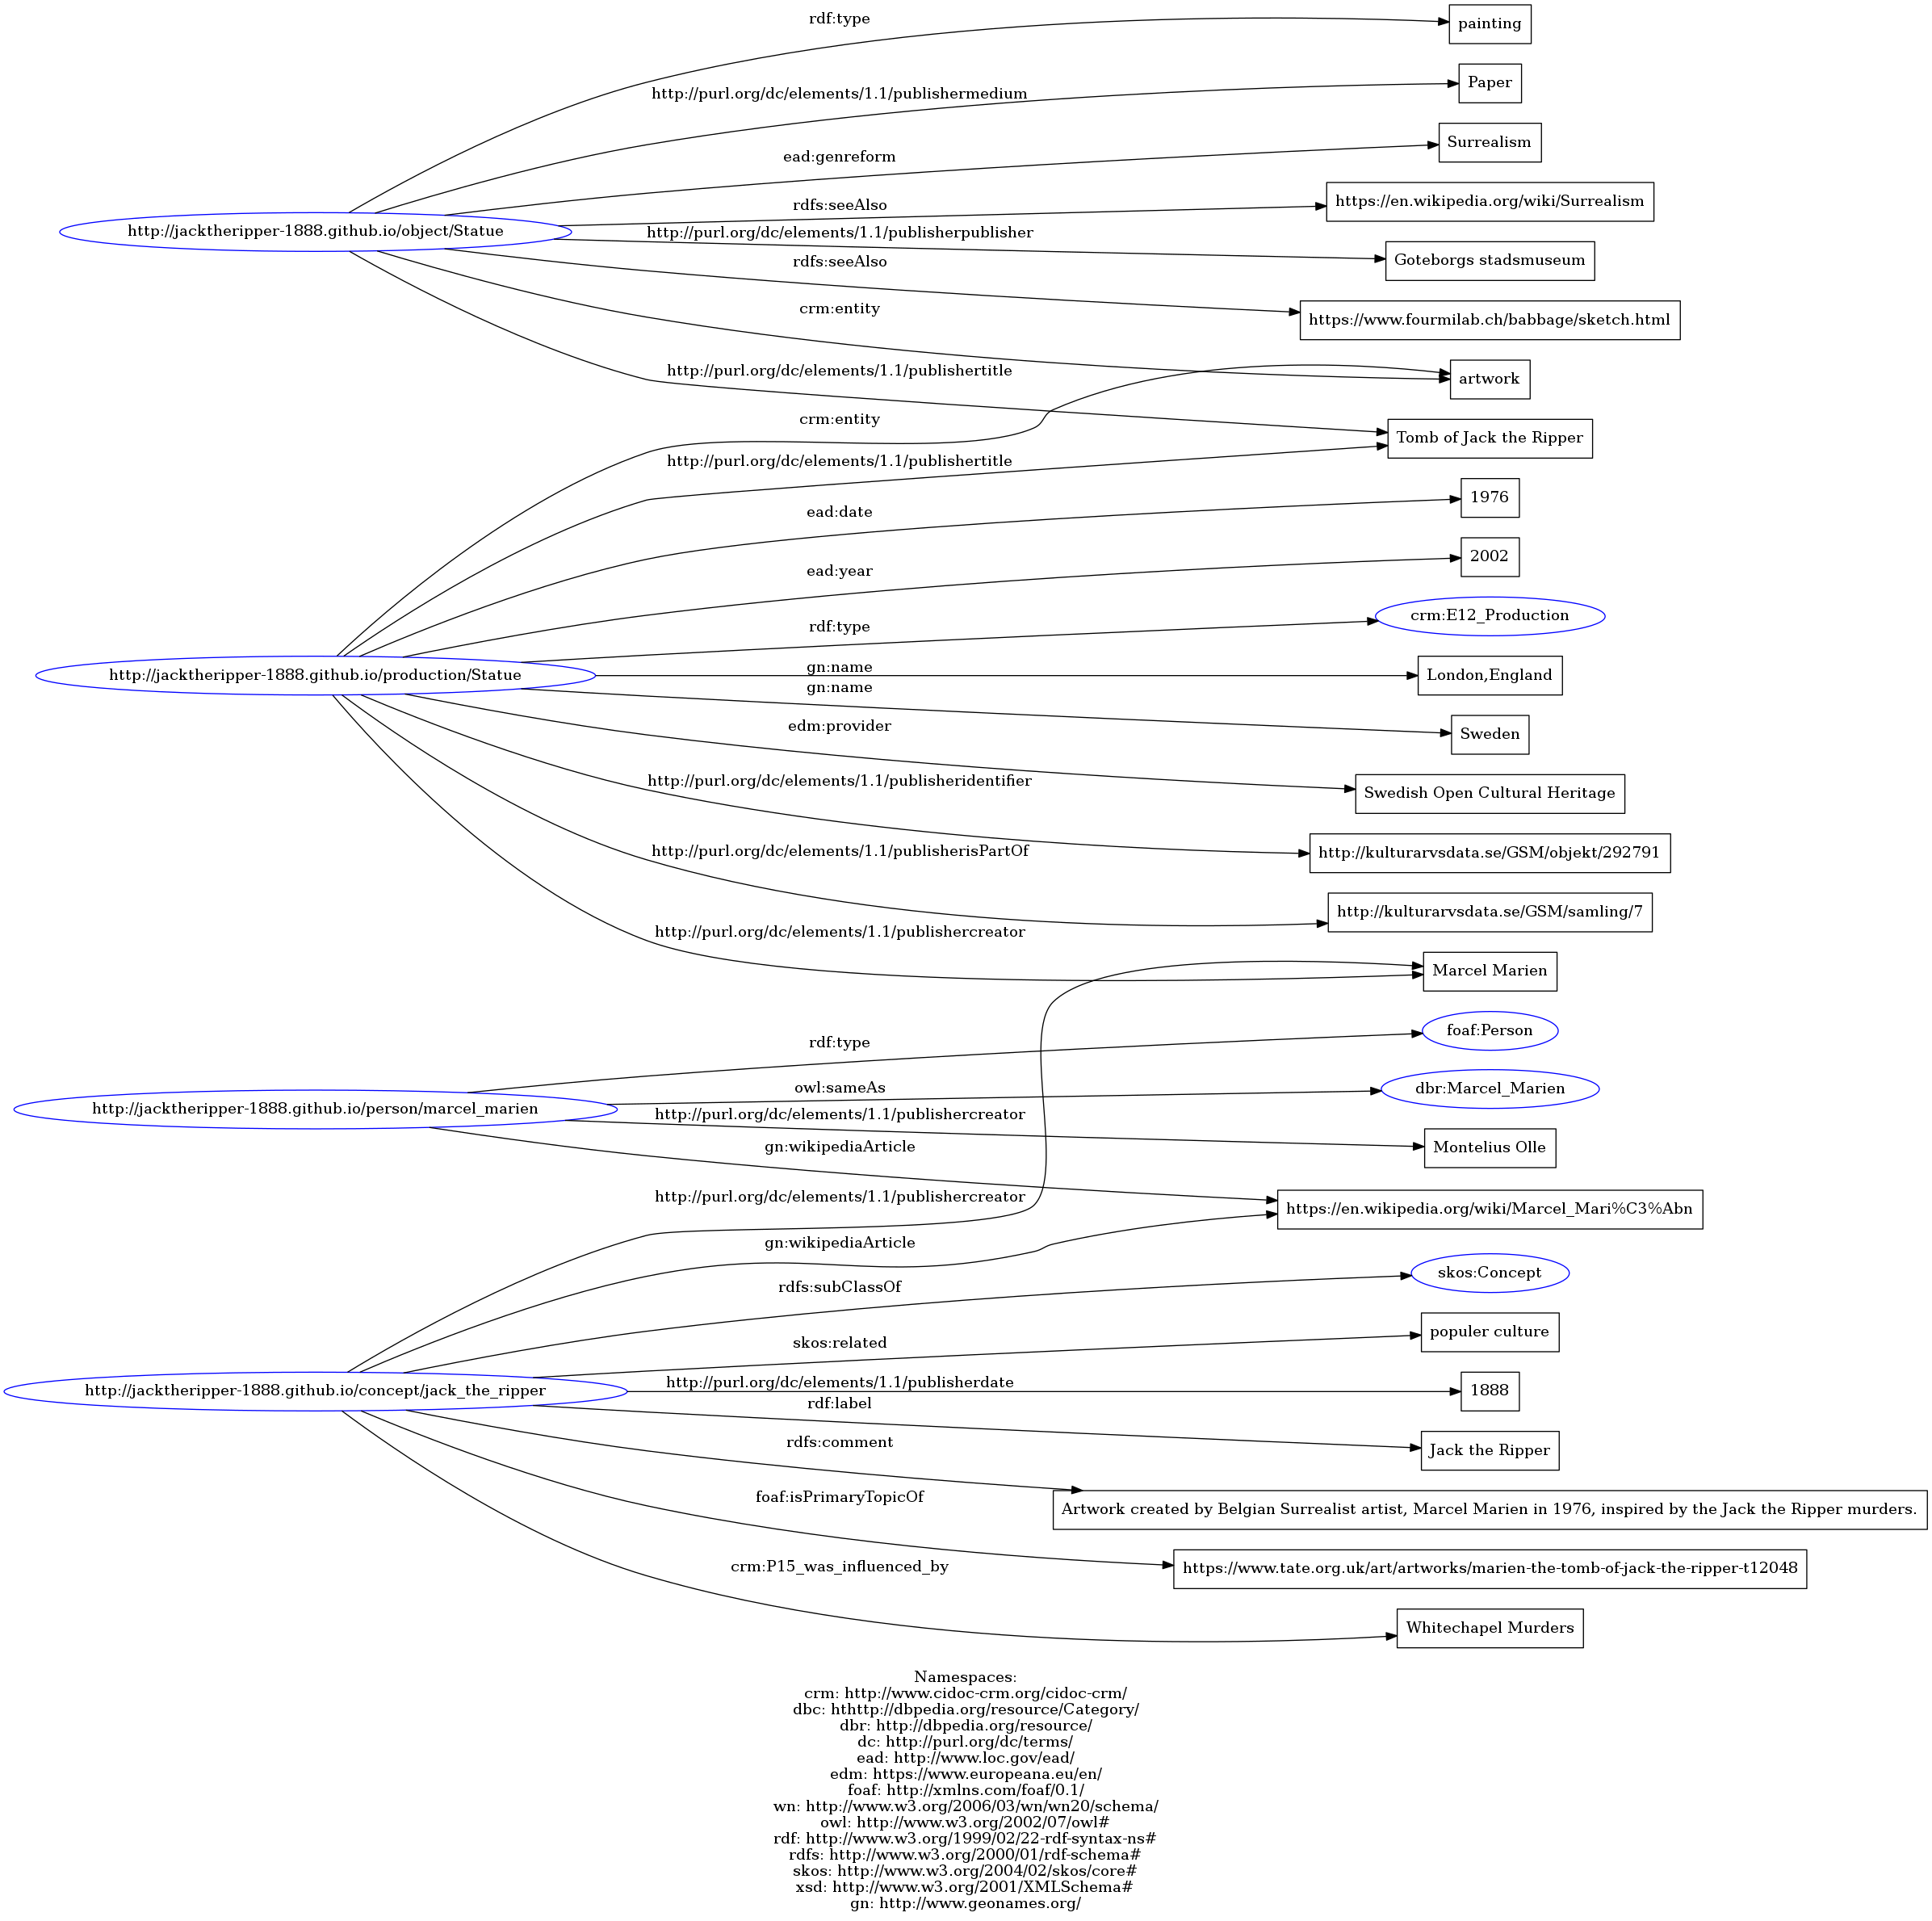 rdf:type
painting
http://purl.org/dc/elements/1.1/publishermedium
Paper
ead:genreform
Surrealism
rdfs:seeAlso
https://en.wikipedia.org/wiki/Surrealism
http://jacktheripper-1888.github.io/object/Statue
http://purl.org/dc/elements/1.1/publisherpublisher
Goteborgs stadsmuseum
rdfs:seeAlso
https://www.fourmilab.ch/babbage/sketch.html
crm:entity
artwork
http://purl.org/dc/elements/1.1/publishertitle
crm:entity
Tomb of Jack the Ripper
http://purl.org/dc/elements/1.1/publishertitle
1976
ead:date
2002
ead:year
crm:E12_Production
rdf:type
http://jacktheripper-1888.github.io/production/Statue
gn:name
London,England
gn:name
Sweden
edm:provider
Swedish Open Cultural Heritage
http://purl.org/dc/elements/1.1/publisheridentifier
http://kulturarvsdata.se/GSM/objekt/292791
http://purl.org/dc/elements/1.1/publisherisPartOf
http://kulturarvsdata.se/GSM/samling/7
http://purl.org/dc/elements/1.1/publishercreator
Marcel Marien
foaf:Person
rdf:type
owl:sameAs
dbr:Marcel_Marien
http://jacktheripper-1888.github.io/person/marcel_marien
http://purl.org/dc/elements/1.1/publishercreator
Montelius Olle
gn:wikipediaArticle
http://purl.org/dc/elements/1.1/publishercreator
https://en.wikipedia.org/wiki/Marcel_Mari%C3%Abn
gn:wikipediaArticle
skos:Concept
rdfs:subClassOf
populer culture
skos:related
http://jacktheripper-1888.github.io/concept/jack_the_ripper
http://purl.org/dc/elements/1.1/publisherdate
1888
rdf:label
Jack the Ripper
rdfs:comment
Artwork created by Belgian Surrealist artist, Marcel Marien in 1976, inspired by the Jack the Ripper murders.
foaf:isPrimaryTopicOf
https://www.tate.org.uk/art/artworks/marien-the-tomb-of-jack-the-ripper-t12048
crm:P15_was_influenced_by
Whitechapel Murders
Namespaces:
crm: http://www.cidoc-crm.org/cidoc-crm/
dbc: hthttp://dbpedia.org/resource/Category/
dbr: http://dbpedia.org/resource/
dc: http://purl.org/dc/terms/
ead: http://www.loc.gov/ead/
edm: https://www.europeana.eu/en/
foaf: http://xmlns.com/foaf/0.1/
wn: http://www.w3.org/2006/03/wn/wn20/schema/
owl: http://www.w3.org/2002/07/owl#
rdf: http://www.w3.org/1999/02/22-rdf-syntax-ns#
rdfs: http://www.w3.org/2000/01/rdf-schema#
skos: http://www.w3.org/2004/02/skos/core#
xsd: http://www.w3.org/2001/XMLSchema#
gn: http://www.geonames.org/